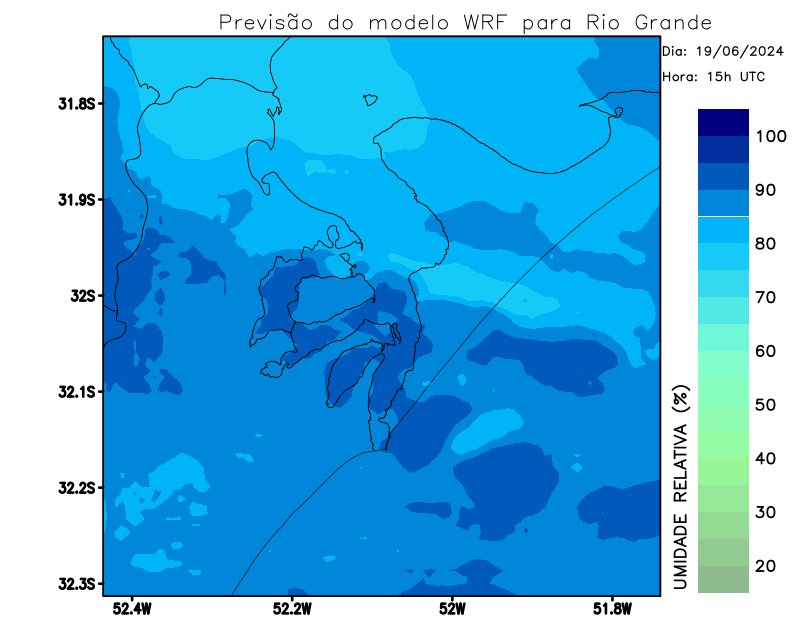 Previsão do modelo WRF para Rio Grande
Dia: 19/06/2024
Hora: 15h UTC
31.8S
31.9S
32S
32.1S
32.2S
32.3S
52.4W
52.2W
52W
51.8W
100
90
80
70
60
50
40
30
20
UMIDADE RELATIVA (%)